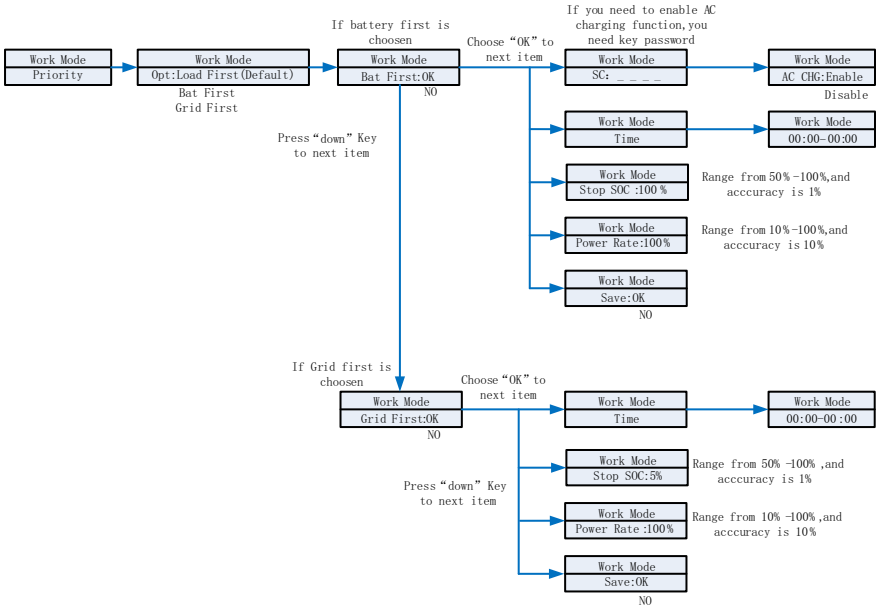 If you need to enable AC
charging function,you
need key password
If battery first is
choosen
Choose “OK” to
next item
Work Mode
Priority
Work Mode
Opt:Load First(Default)
Bat First
Grid First
Work Mode
Bat First:OK
NO
Work Mode
SC: _ _ _ _
Work Mode
AC CHG:Enable
Disable
Press “down” Key
to next item
Work Mode
Time
Work Mode
00:00-00:00
Work Mode
Stop SOC :100 %
Range from 50% -100%,and
acccuracy is 1%
Work Mode
Power Rate:100%
Range from 10% -100%,and
acccuracy is 10%
Work Mode
Save:OK
NO
If Grid first is
choosen
Choose “OK” to
next item
Work Mode
Grid First:OK
NO
Work Mode
Time
Work Mode
00:00-00:00
Press “down” Key
to next item
Work Mode
Stop SOC:5%
Range from 50% -100% ,and
acccuracy is 1%
Work Mode
Power Rate :100%
Range from 10% -100% ,and
acccuracy is 10%
Work Mode
Save:OK
NO